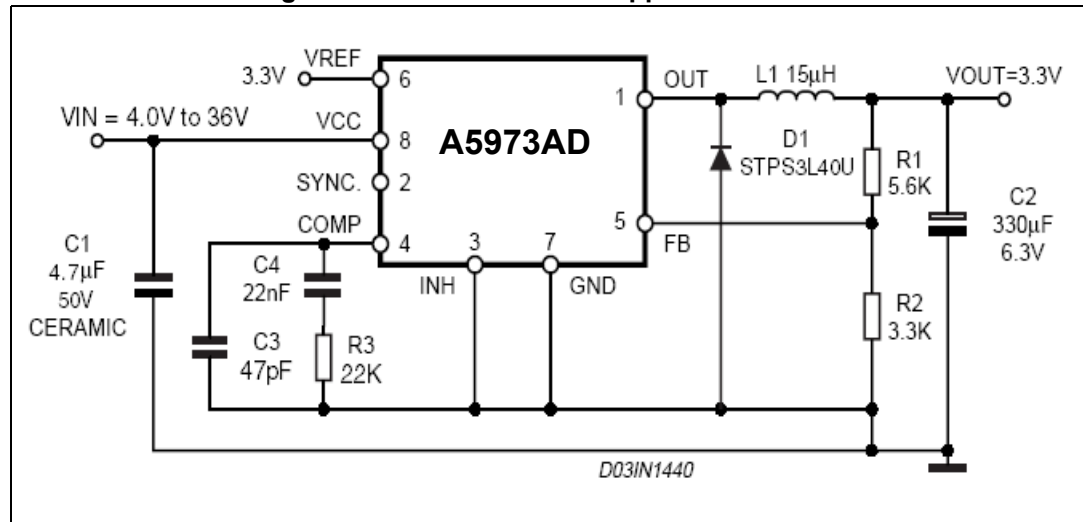 VREF
3.3V
6
OUT
L1 15μH
VOUT=3.3V
1
VIN = 4.0V to 36V
VCC
8
A5973AD
D1
STPS3L40U
R1
5.6K
SYNC.
2
C2
330μF
6.3V
COMP
4
3
7
5
FB
C1
4.7μF
50V
CERAMIC
C4
22nF
INH
GND
R2
3.3K
C3
47pF
R3
22K
D03IN1440